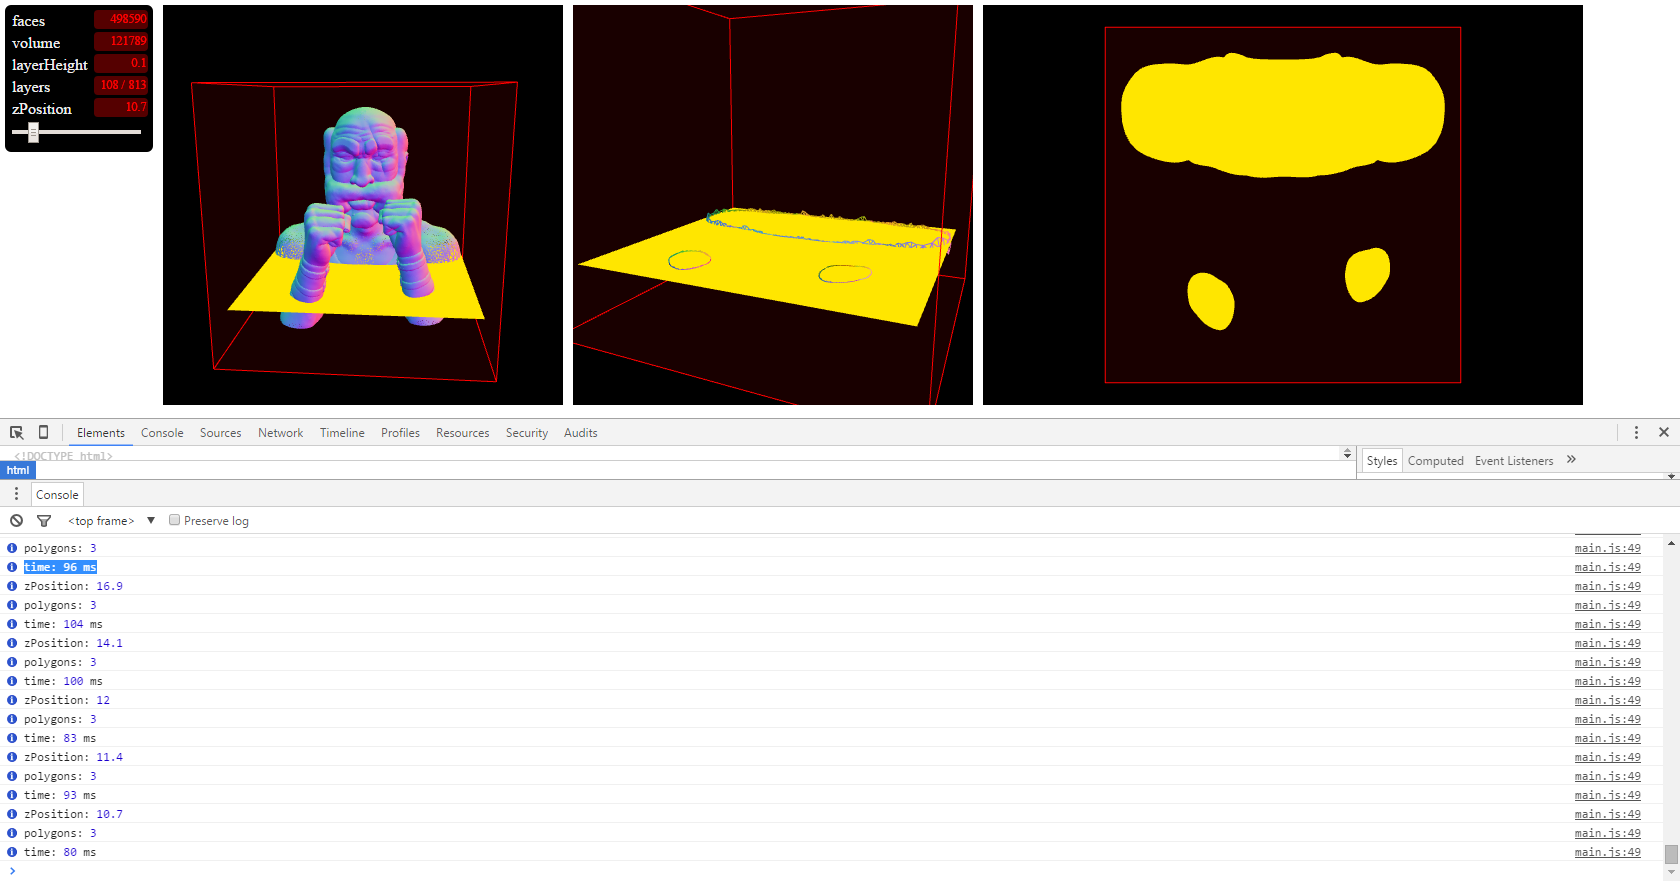 faces 498590
volume 121789
layerHeight 0.1
layers 108 / 813
zPosition 10.7
Elements Console Sources Network Timeline Profiles Resources Security Audits
<!DOCTYPE html>
html
Styles Computed Event Listeners »
Console
<top frame> ▼ Preserve log
polygons: 3 main.js:49
time: 96 ms main.js:49
zPosition: 16.9 main.js:49
polygons: 3 main.js:49
time: 104 ms main.js:49
zPosition: 14.1 main.js:49
polygons: 3 main.js:49
time: 100 ms main.js:49
zPosition: 12 main.js:49
polygons: 3 main.js:49
time: 83 ms main.js:49
zPosition: 11.4 main.js:49
polygons: 3 main.js:49
time: 93 ms main.js:49
zPosition: 10.7 main.js:49
polygons: 3 main.js:49
time: 80 ms main.js:49